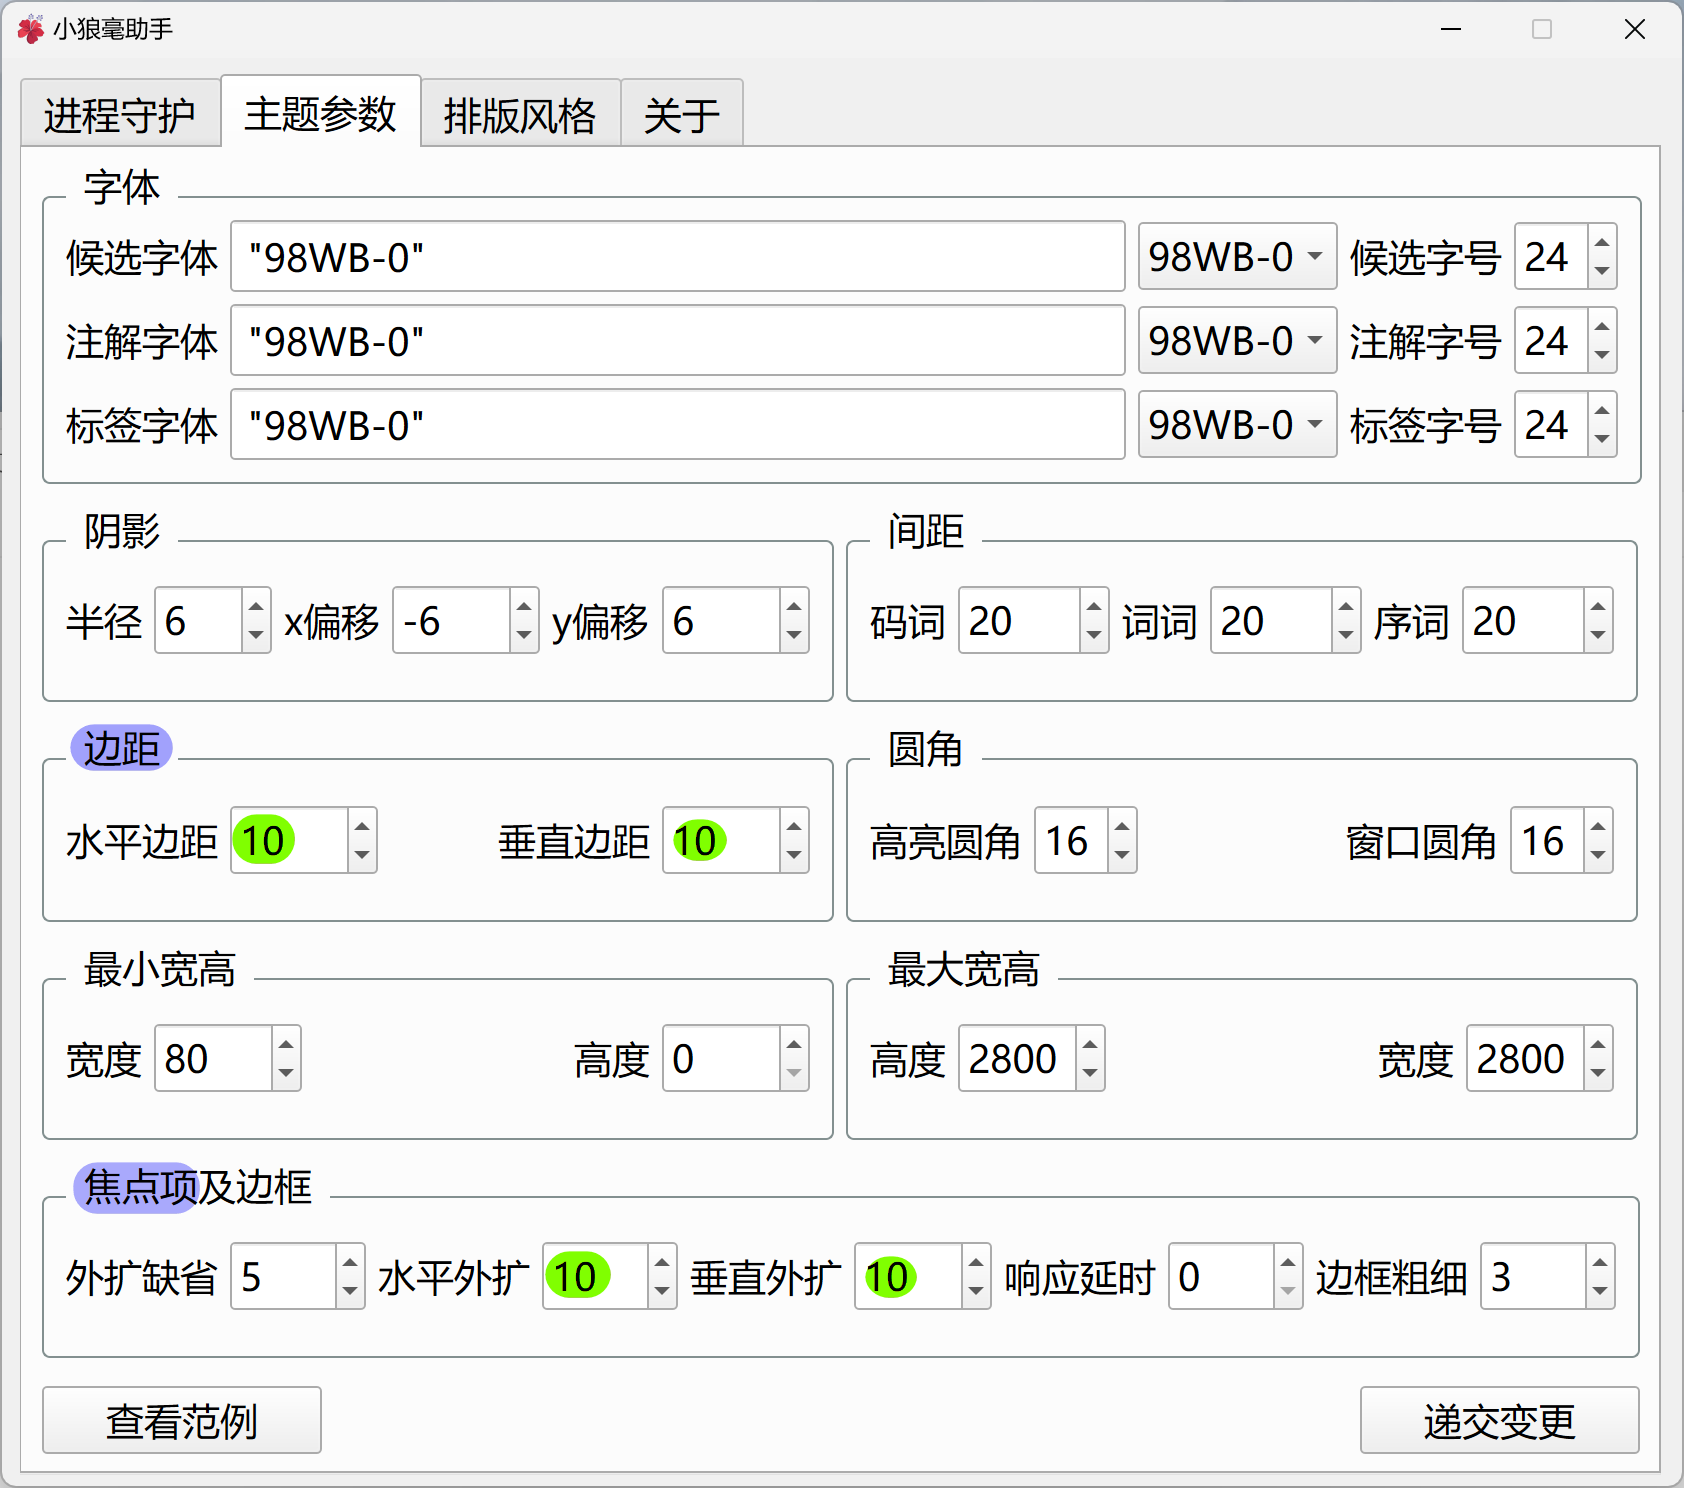 小狼毫助手
进程守护 主题参数 排版风格 关于
字体
候选字体 "98WB-0" 98WB-0 候选字号 24
注解字体 "98WB-0" 98WB-0 注解字号 24
标签字体 "98WB-0" 98WB-0 标签字号 24
阴影
半径 6 x偏移 -6 y偏移 6
间距
码词 20 词词 20 序词 20
边距
水平边距 10 垂直边距 10
圆角
高亮圆角 16 窗口圆角 16
最小宽高
宽度 80 高度 0
最大宽高
高度 2800 宽度 2800
焦点项及边框
外扩缺省 5 水平外扩 10 垂直外扩 10 响应延时 0 边框粗细 3
查看范例 递交变更